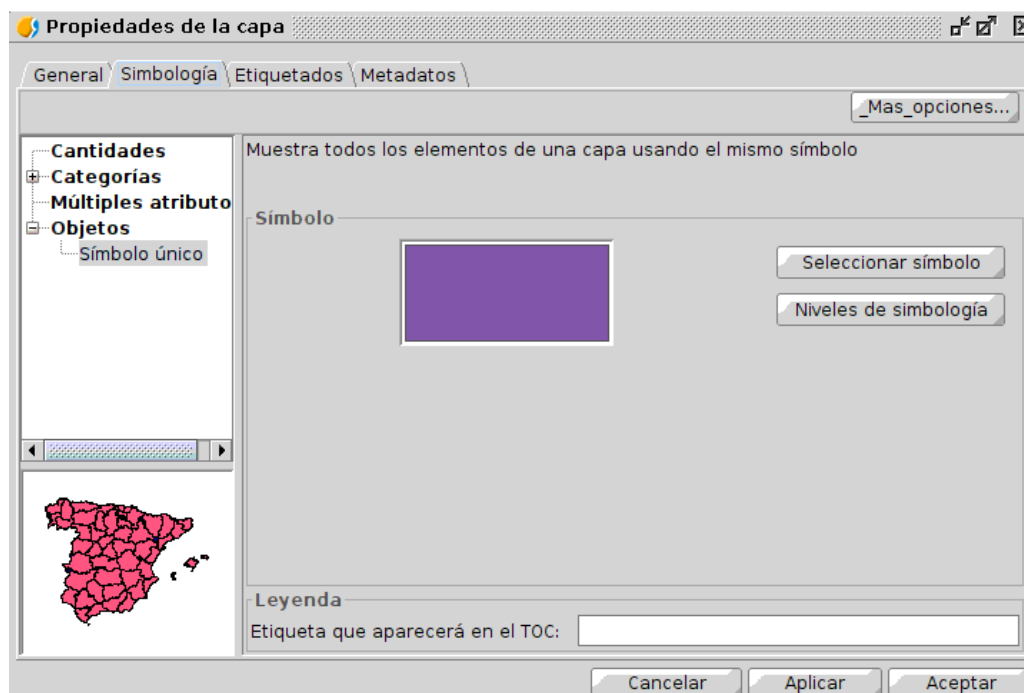 Propiedades de la capa
General Simbología Etiquetados Metadatos
_Mas_opciones...
Cantidades
Categorías
Múltiples atributo
Objetos
Símbolo único
Muestra todos los elementos de una capa usando el mismo símbolo
Símbolo
Seleccionar símbolo
Niveles de simbología
Leyenda
Etiqueta que aparecerá en el TOC:
Cancelar Aplicar Aceptar